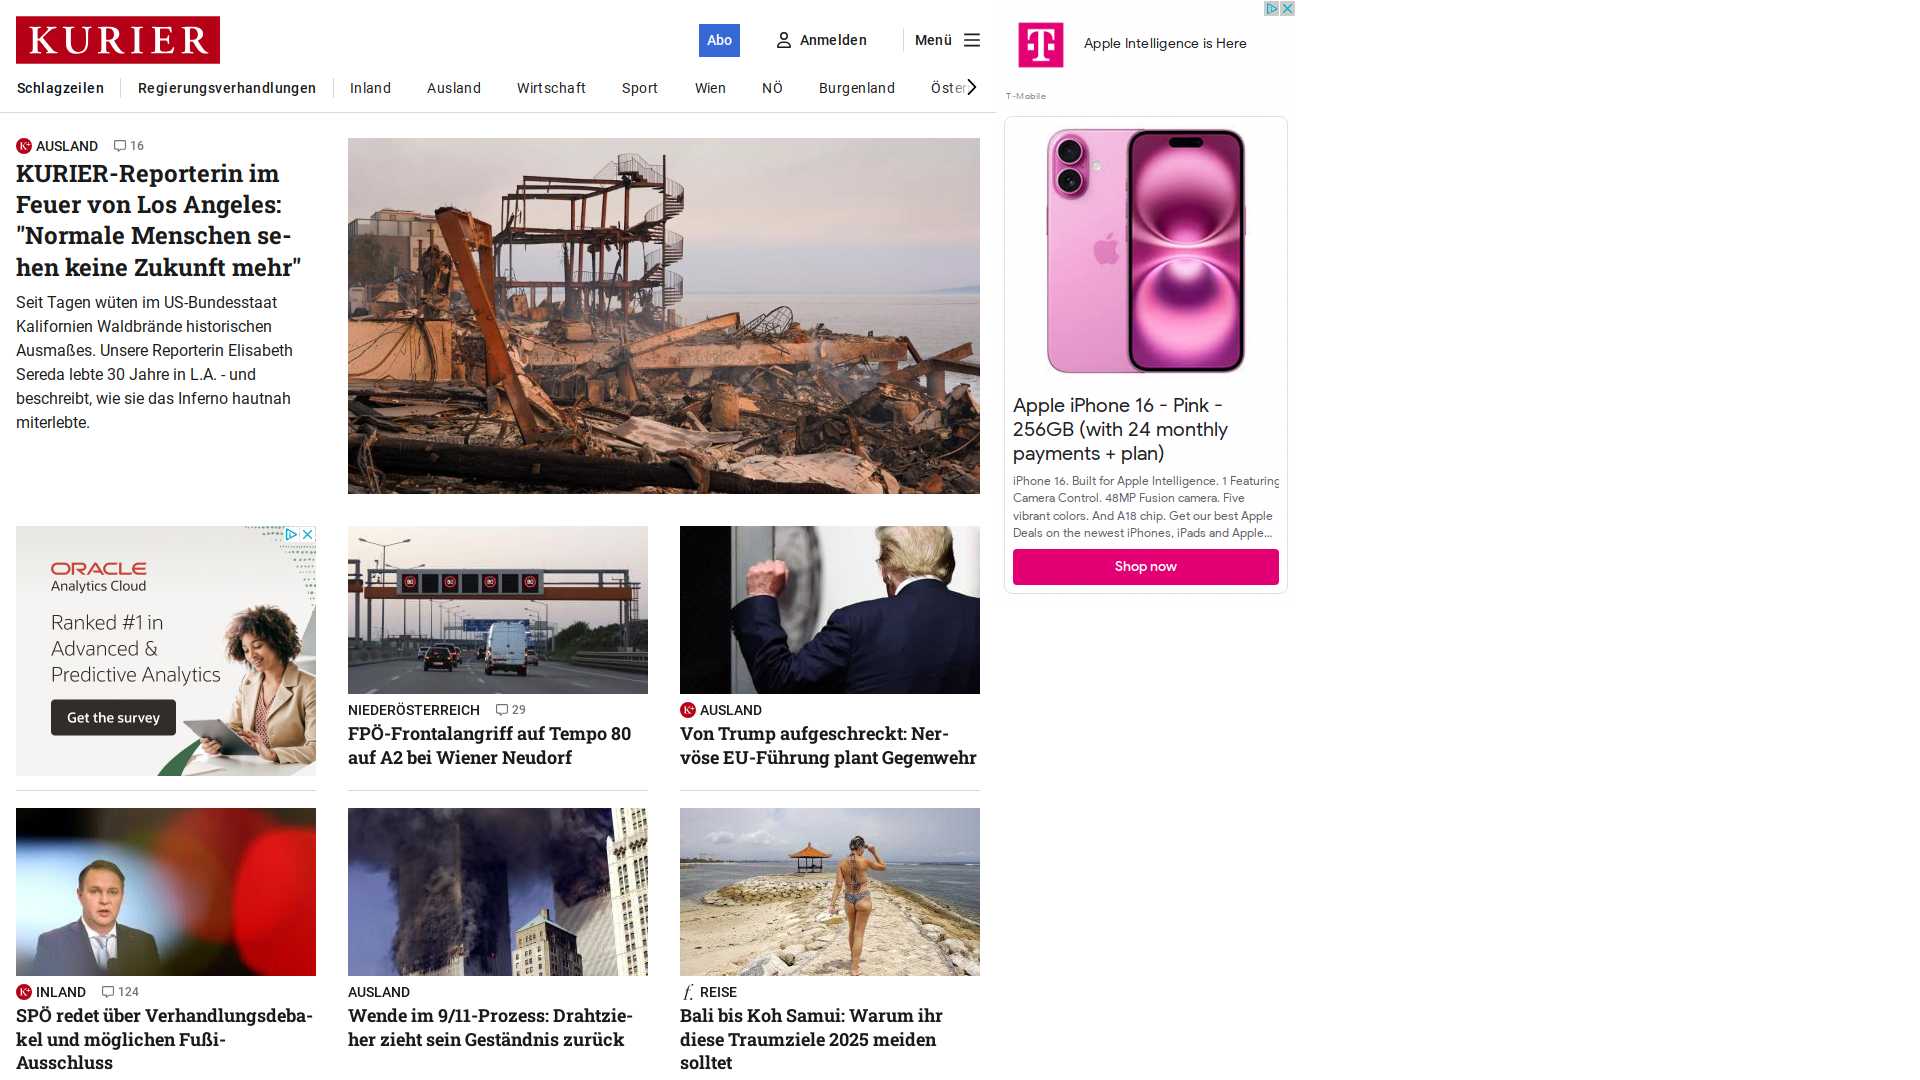 KURIER
Abo
Anmelden
Menü
Schlagzeilen
Regierungsverhandlungen
Inland
Ausland
Wirtschaft
Sport
Wien
NÖ
Burgenland
Öster
AUSLAND
16
KURIER-Reporterin im
Feuer von Los Angeles:
"Normale Menschen se-
hen keine Zukunft mehr"
Seit Tagen wüten im US-Bundesstaat
Kalifornien Waldbrände historischen
Ausmaßes. Unsere Reporterin Elisabeth
Sereda lebte 30 Jahre in L.A. - und
beschreibt, wie sie das Inferno hautnah
miterlebte.
ORACLE
Analytics Cloud
Ranked #1 in
Advanced &
Predictive Analytics
Get the survey
NIEDERÖSTERREICH
29
FPÖ-Frontalangriff auf Tempo 80
auf A2 bei Wiener Neudorf
AUSLAND
Von Trump aufgeschreckt: Ner-
vöse EU-Führung plant Gegenwehr
INLAND
124
SPÖ redet über Verhandlungsdeba-
kel und möglichen Fußi-
Ausschluss
AUSLAND
Wende im 9/11-Prozess: Drahtzie-
her zieht sein Geständnis zurück
REISE
Bali bis Koh Samui: Warum ihr
diese Traumziele 2025 meiden
solltet
T
Apple Intelligence is Here
T-Mobile
Apple iPhone 16 - Pink -
256GB (with 24 monthly
payments + plan)
iPhone 16. Built for Apple Intelligence. 1 Featuring
Camera Control. 48MP Fusion camera. Five
vibrant colors. And A18 chip. Get our best Apple
Deals on the newest iPhones, iPads and Apple...
Shop now